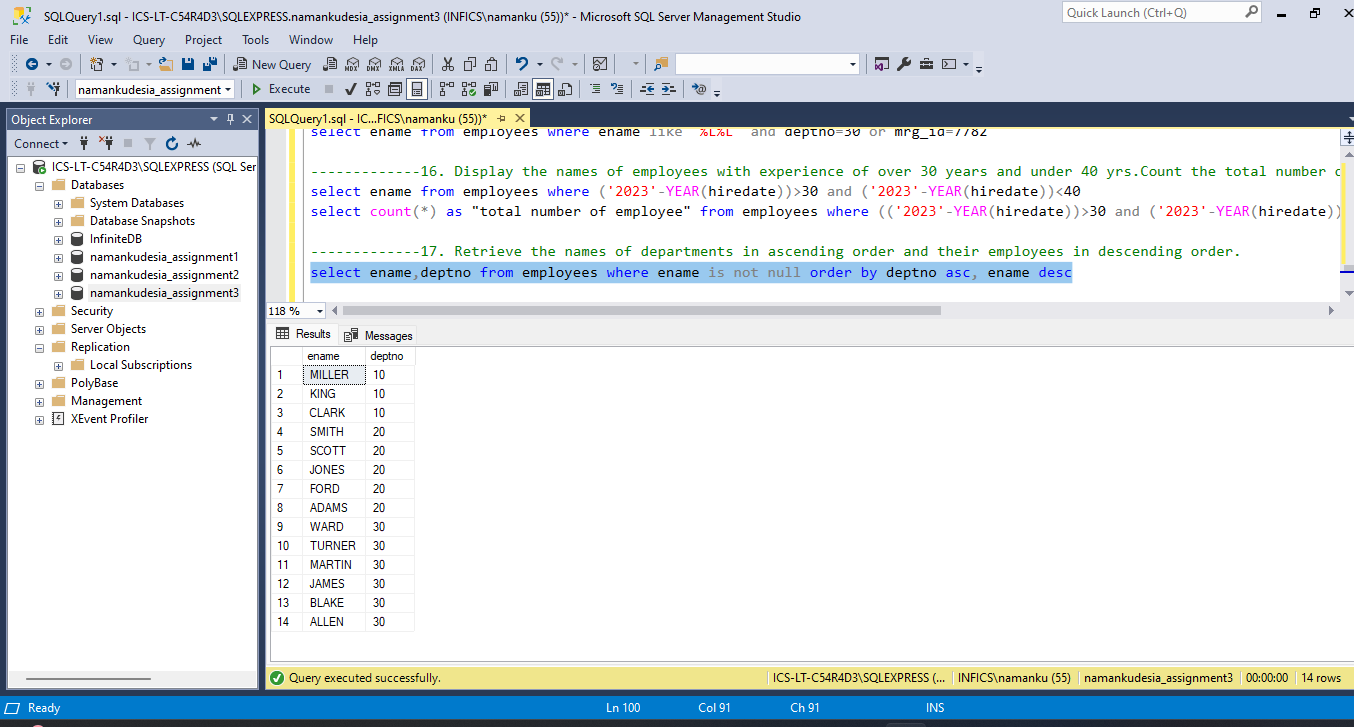 SQLQuery1.sql - ICS-LT-C54R4D3\SQLEXPRESS.namankudesia_assignment3 (INFICS\namanku (55))* - Microsoft SQL Server Management Studio
Quick Launch (Ctrl+Q)
File Edit View Query Project Tools Window Help
New Query MDX DMX XMLA DAX
namankudesia_assignment Execute
Object Explorer
SQLQuery1.sql - IC...FICS\namanku (55))*
Connect
ICS-LT-C54R4D3\SQLEXPRESS (SQL Ser
Databases
System Databases
Database Snapshots
InfiniteDB
namankudesia_assignment1
namankudesia_assignment2
namankudesia_assignment3
Security
Server Objects
Replication
Local Subscriptions
PolyBase
Management
XEvent Profiler
select ename from employees where ename like '%L%L' and deptno=30 or mrg_id=7782
-------------16. Display the names of employees with experience of over 30 years and under 40 yrs.Count the total number
select ename from employees where ('2023'-YEAR(hiredate))>30 and ('2023'-YEAR(hiredate))<40
select count(*) as "total number of employee" from employees where (('2023'-YEAR(hiredate))>30 and ('2023'-YEAR(hiredate))
-------------17. Retrieve the names of departments in ascending order and their employees in descending order.
select ename,deptno from employees where ename is not null order by deptno asc, ename desc
118 %
Results Messages
ename deptno
1 MILLER 10
2 KING 10
3 CLARK 10
4 SMITH 20
5 SCOTT 20
6 JONES 20
7 FORD 20
8 ADAMS 20
9 WARD 30
10 TURNER 30
11 MARTIN 30
12 JAMES 30
13 BLAKE 30
14 ALLEN 30
Query executed successfully.
ICS-LT-C54R4D3\SQLEXPRESS (... INFICS\namanku (55) namankudesia_assignment3 00:00:00 14 rows
Ready Ln 100 Col 91 Ch 91 INS